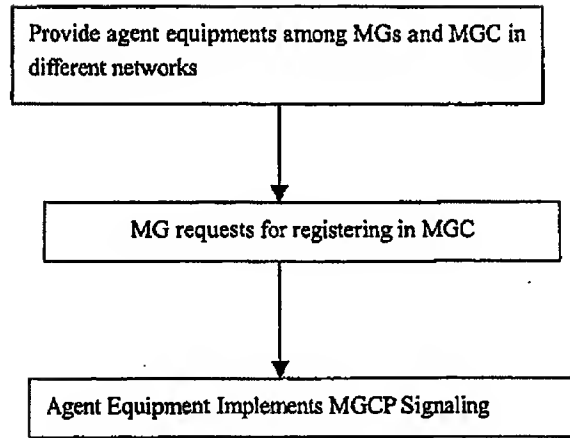 Provide agent equipments among MGs and MGC in
different networks
MG requests for registering in MGC
Agent Equipment Implements MGCP Signaling